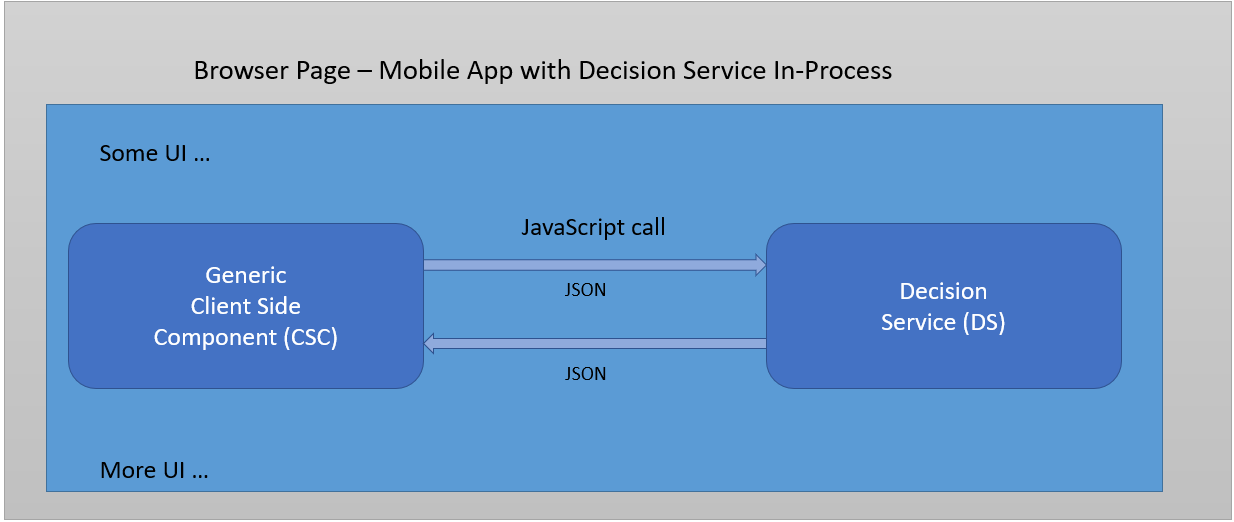 Browser Page – Mobile App with Decision Service In-Process
Some UI ...
JavaScript call
Generic
Client Side
Component (CSC)
JSON
Decision
Service (DS)
JSON
More UI ...